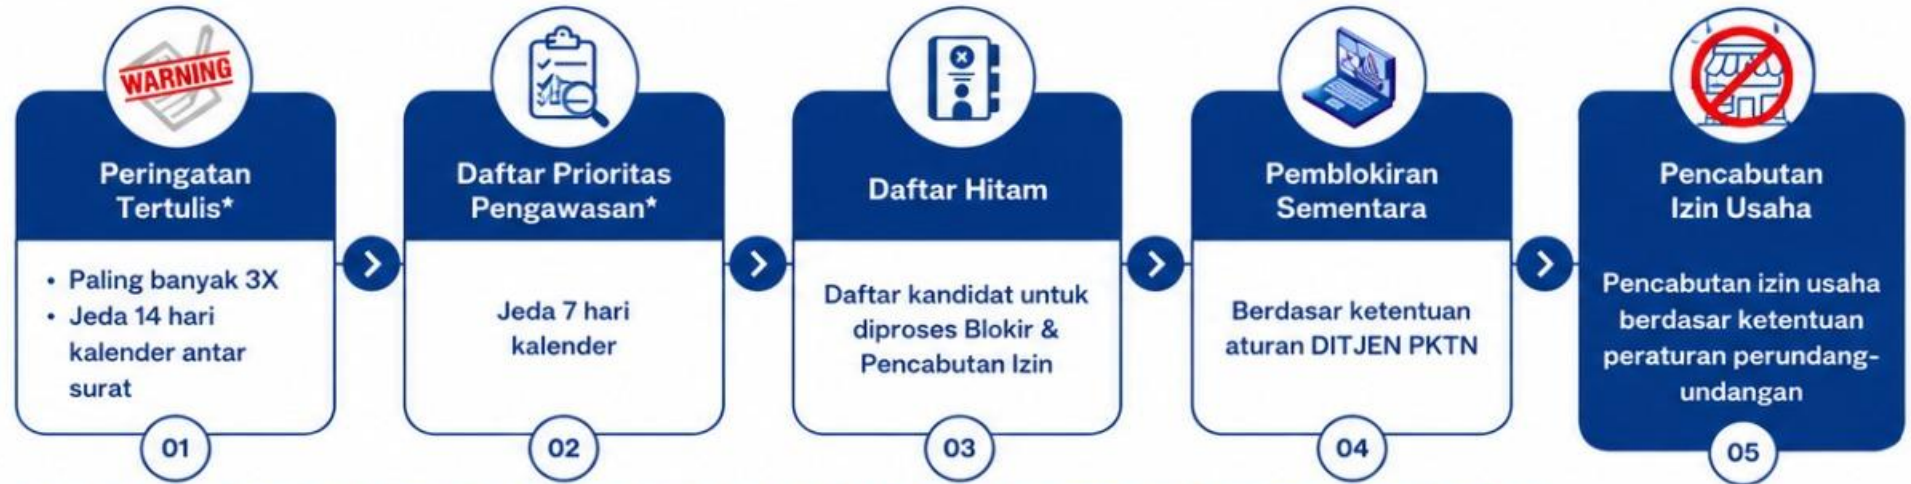 WARNING
Peringatan
Tertulis*
• Paling banyak 3X
• Jeda 14 hari
kalender antar
surat
01
Daftar Prioritas
Pengawasan*
Jeda 7 hari
kalender
02
Daftar Hitam
Daftar kandidat untuk
diproses Blokir &
Pencabutan Izin
03
Pemblokiran
Sementara
Berdasar ketentuan
aturan DITJEN PKTN
04
Pencabutan
Izin Usaha
Pencabutan izin usaha
berdasar ketentuan
peraturan perundang-
undangan
05